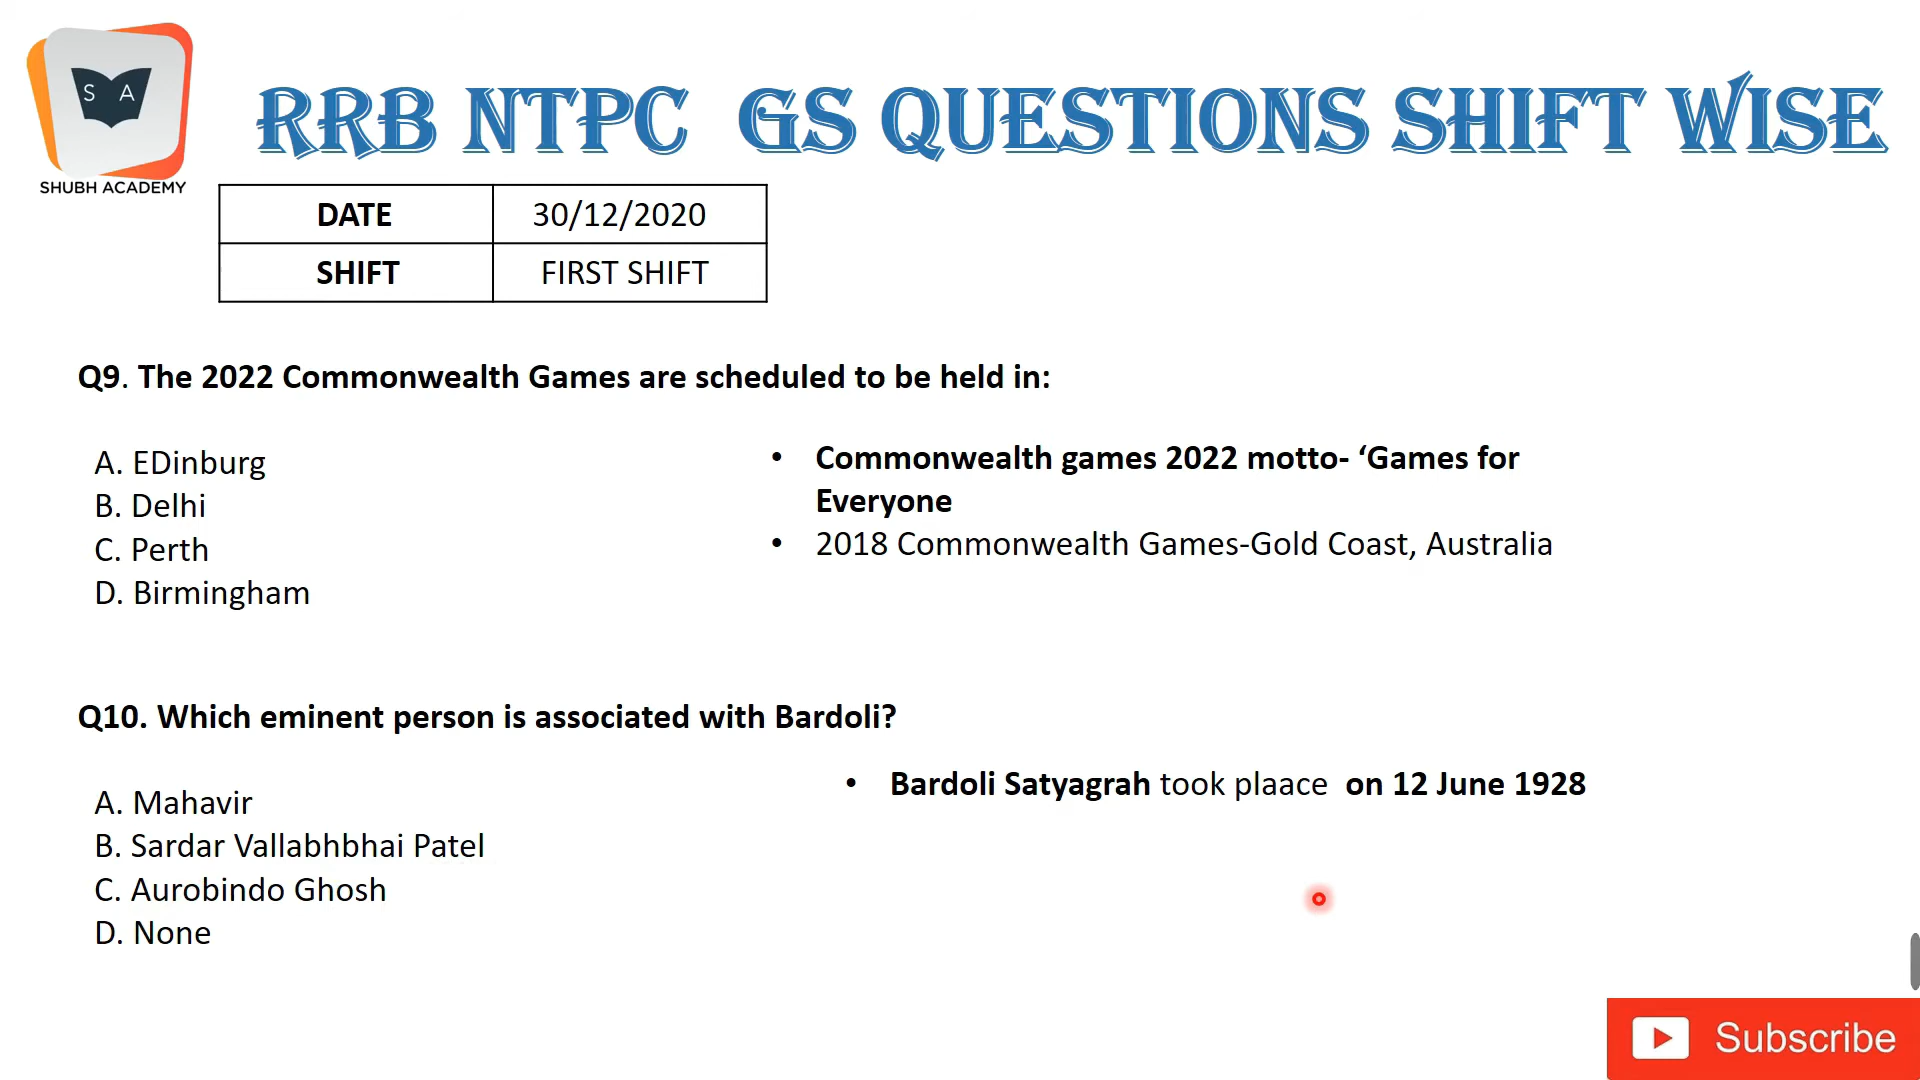 S A
SHUBH ACADEMY
RRB NTPC GS QUESTIONS SHIFT WISE
DATE 30/12/2020
SHIFT FIRST SHIFT
Q9. The 2022 Commonwealth Games are scheduled to be held in:
A. EDinburg
B. Delhi
C. Perth
D. Birmingham
• Commonwealth games 2022 motto- ‘Games for
Everyone
• 2018 Commonwealth Games-Gold Coast, Australia
Q10. Which eminent person is associated with Bardoli?
A. Mahavir
B. Sardar Vallabhbhai Patel
C. Aurobindo Ghosh
D. None
• Bardoli Satyagrah took plaace on 12 June 1928
Subscribe